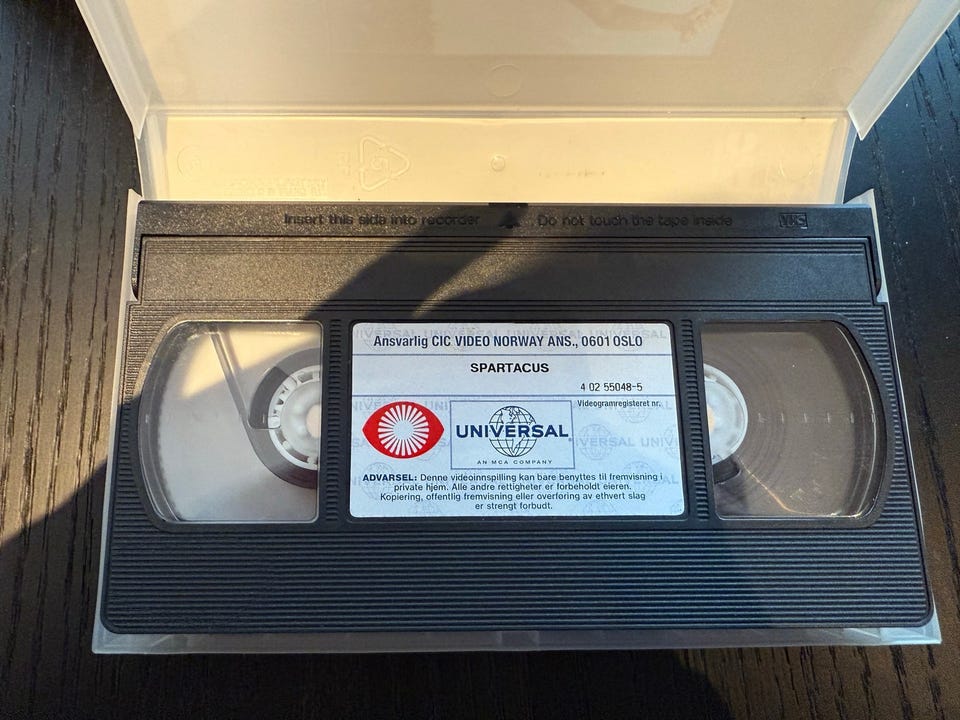 Insert this side into recorder Do not touch the tape inside VHS
Ansvarlig CIC VIDEO NORWAY ANS., 0601 OSLO
SPARTACUS
4 02 55048-5
Videogramregisteret nr.
UNIVERSAL
AN MCA COMPANY
ADVARSEL: Denne videoinnspilling kan bare benyttes til fremvisning i
private hjem. Alle andre rettigheter er forbeholdt eieren.
Kopiering, offentlig fremvisning eller overføring av ethvert slag
er strengt forbudt.